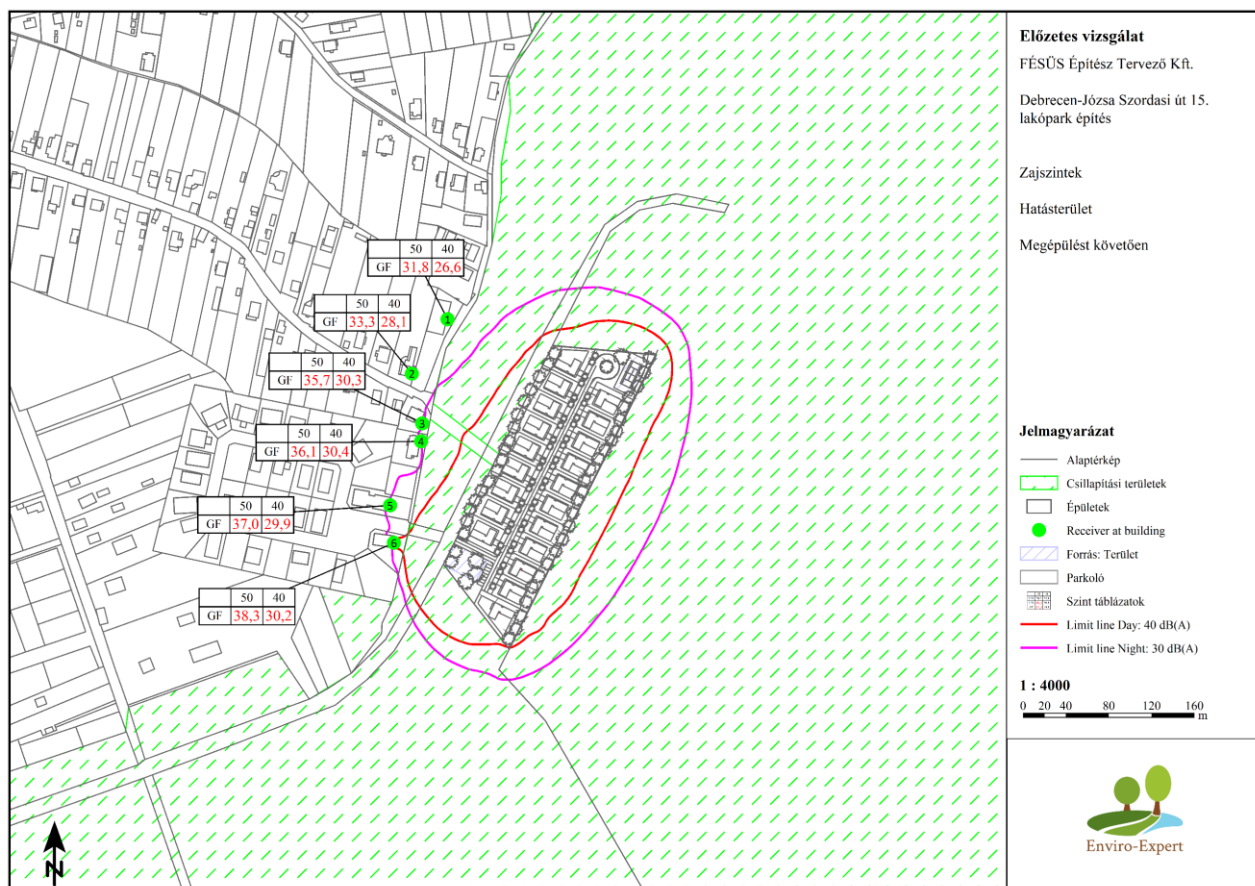 50 40
GF 31,8 26,6
50 40
GF 33,3 28,1
50 40
GF 35,7 30,3
50 40
GF 36,1 30,4
50 40
GF 37,0 29,9
50 40
GF 38,3 30,2
1
2
3
4
5
6
N
Előzetes vizsgálat
FÉSÜS Építész Tervező Kft.
Debrecen-Józsa Szordasi út 15.
lakópark építés
Zajszintek
Hatásterület
Megépülést követően
Jelmagyarázat
Alaptérkép
Csillapítási területek
Épületek
Receiver at building
Forrás: Terület
Parkoló
Szint táblázatok
Limit line Day: 40 dB(A)
Limit line Night: 30 dB(A)
1 : 4000
0 20 40 80 120 160
m
Enviro-Expert